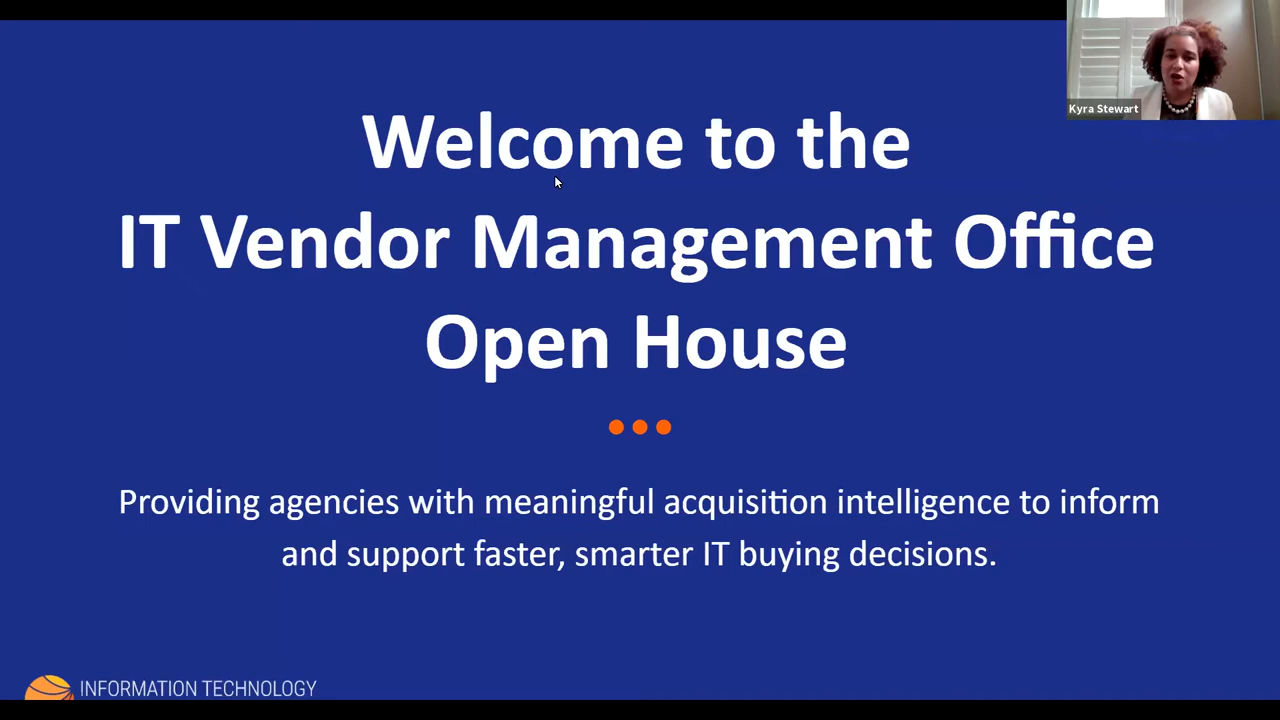 Kyra Stewart
Welcome to the
IT Vendor Management Office
Open House
Providing agencies with meaningful acquisition intelligence to inform
and support faster, smarter IT buying decisions.
INFORMATION TECHNOLOGY